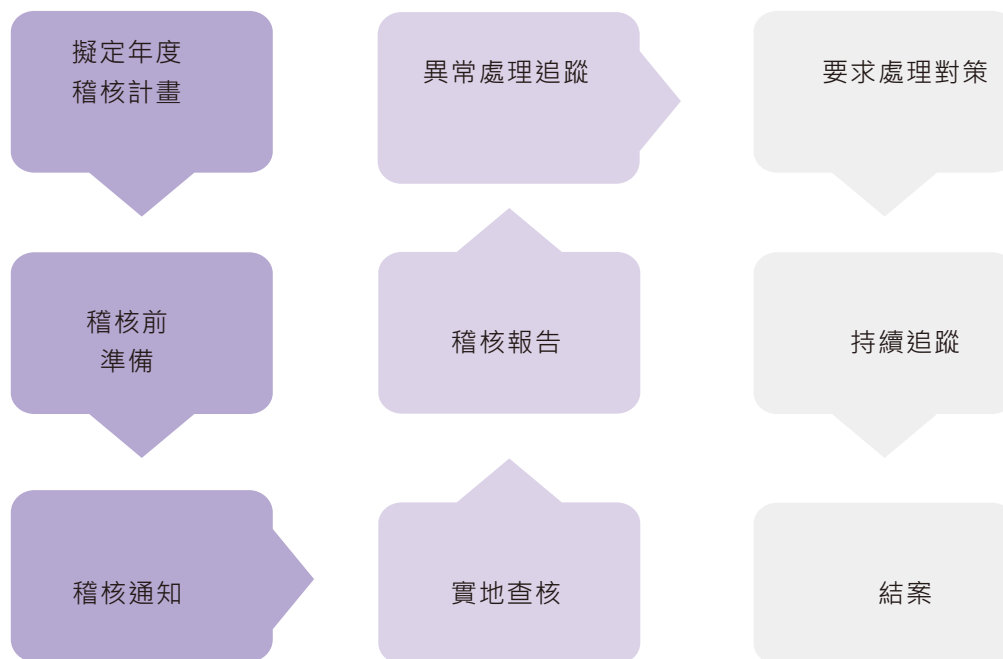 擬定年度
稽核計畫
稽核前
準備
稽核通知
實地查核
稽核報告
異常處理追蹤
要求處理對策
持續追蹤
結案